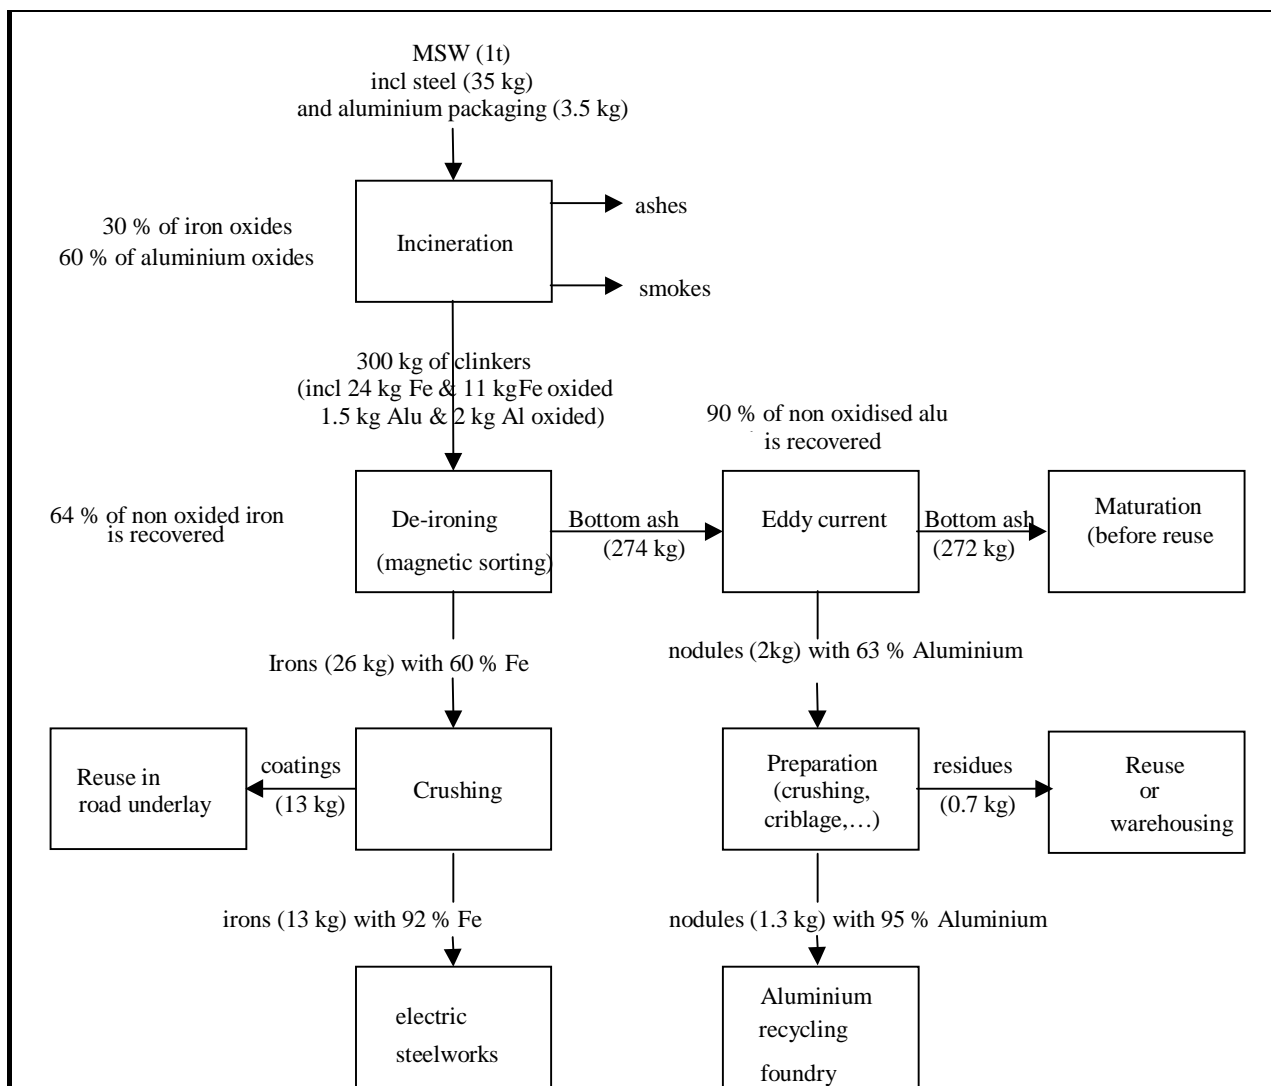 MSW (1t)
incl steel (35 kg)
and aluminium packaging (3.5 kg)
30 % of iron oxides
60 % of aluminium oxides
Incineration
ashes
smokes
300 kg of clinkers
(incl 24 kg Fe & 11 kgFe oxided
1.5 kg Alu & 2 kg Al oxided)
90 % of non oxidised alu
is recovered
64 % of non oxided iron
is recovered
De-ironing
(magnetic sorting)
Bottom ash
(274 kg)
Eddy current
Bottom ash
(272 kg)
Maturation
(before reuse
Irons (26 kg) with 60 % Fe
nodules (2kg) with 63 % Aluminium
Reuse in
road underlay
coatings
(13 kg)
Crushing
Preparation
(crushing,
criblage,…)
residues
(0.7 kg)
Reuse
or
warehousing
irons (13 kg) with 92 % Fe
nodules (1.3 kg) with 95 % Aluminium
electric
steelworks
Aluminium
recycling
foundry